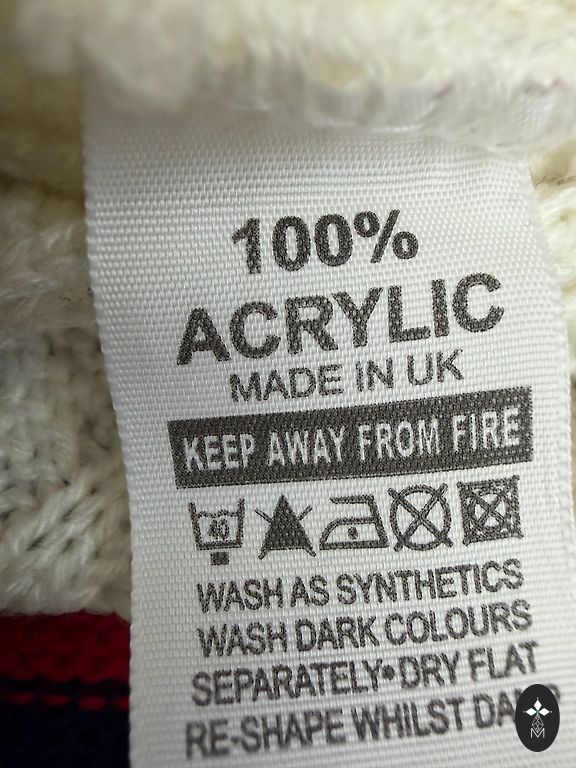 100%
ACRYLIC
MADE IN UK
KEEP AWAY FROM FIRE
40
WASH AS SYNTHETICS
WASH DARK COLOURS
SEPARATELY•DRY FLAT
RE-SHAPE WHILST